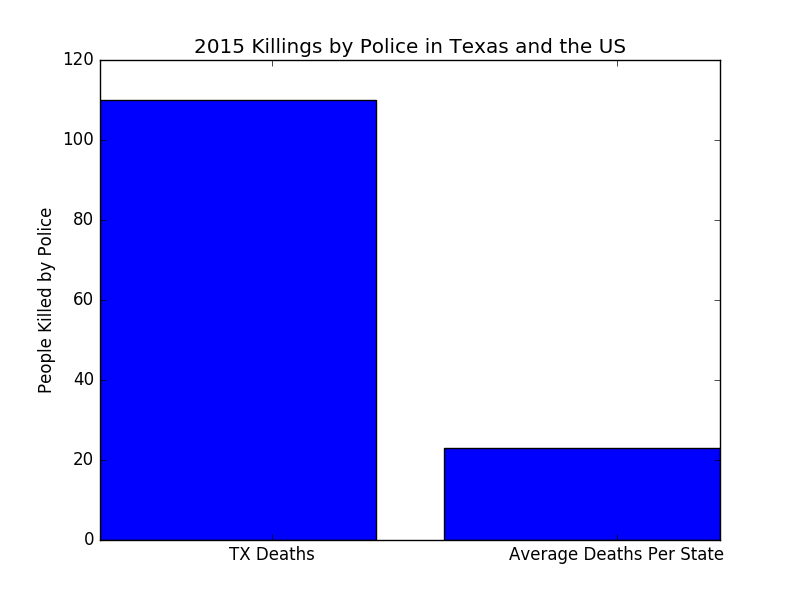 2015 Killings by Police in Texas and the US
120
100
80
60
40
20
0
People Killed by Police
TX Deaths
Average Deaths Per State